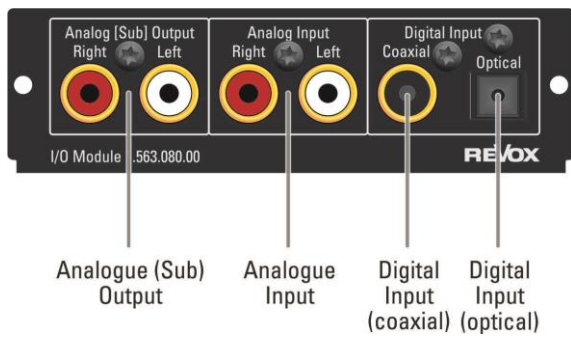 Analog [Sub] Output
Right Left
Analog Input
Right Left
Digital Input
Coaxial
Optical
I/O Module .563.080.00
REVOX
Analogue (Sub)
Output
Analogue
Input
Digital
Input
(coaxial)
Digital
Input
(optical)